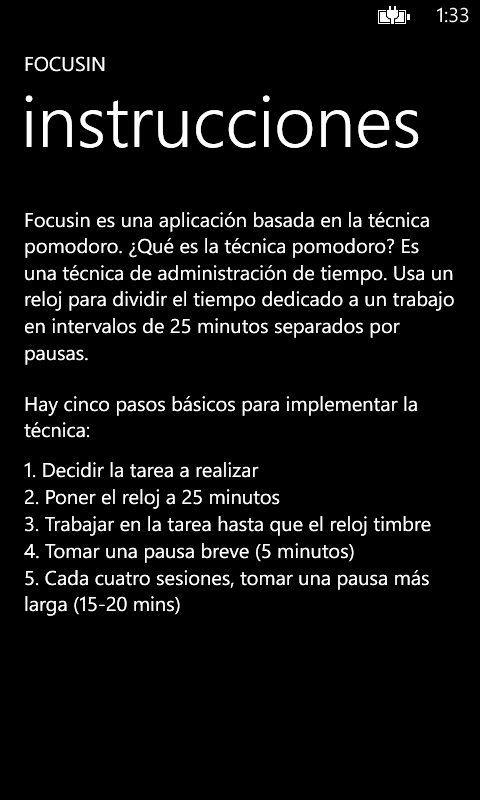 1:33
FOCUSIN
instrucciones
Focusin es una aplicación basada en la técnica
pomodoro. ¿Qué es la técnica pomodoro? Es
una técnica de administración de tiempo. Usa un
reloj para dividir el tiempo dedicado a un trabajo
en intervalos de 25 minutos separados por
pausas.
Hay cinco pasos básicos para implementar la
técnica:
1. Decidir la tarea a realizar
2. Poner el reloj a 25 minutos
3. Trabajar en la tarea hasta que el reloj timbre
4. Tomar una pausa breve (5 minutos)
5. Cada cuatro sesiones, tomar una pausa más
larga (15-20 mins)